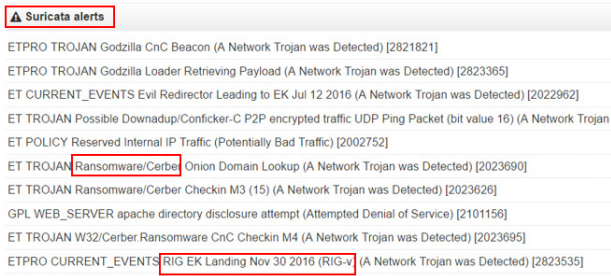 Suricata alerts
ETPRO TROJAN Godzilla CnC Beacon (A Network Trojan was Detected) [2821821]
ETPRO TROJAN Godzilla Loader Retrieving Payload (A Network Trojan was Detected) [2823365]
ET CURRENT_EVENTS Evil Redirector Leading to EK Jul 12 2016 (A Network Trojan was Detected) [2022962]
ET TROJAN Possible Downadup/Conficker-C P2P encrypted traffic UDP Ping Packet (bit value 16) (A Network Trojan
ET POLICY Reserved Internal IP Traffic (Potentially Bad Traffic) [2002752]
ET TROJAN Ransomware/Cerber Onion Domain Lookup (A Network Trojan was Detected) [2023690]
ET TROJAN Ransomware/Cerber Checkin M3 (15) (A Network Trojan was Detected) [2023626]
GPL WEB_SERVER apache directory disclosure attempt (Attempted Denial of Service) [2101156]
ET TROJAN W32/Cerber.Ransomware CnC Checkin M4 (A Network Trojan was Detected) [2023695]
ETPRO CURRENT_EVENTS RIG EK Landing Nov 30 2016 (RIG-v) (A Network Trojan was Detected) [2823535]